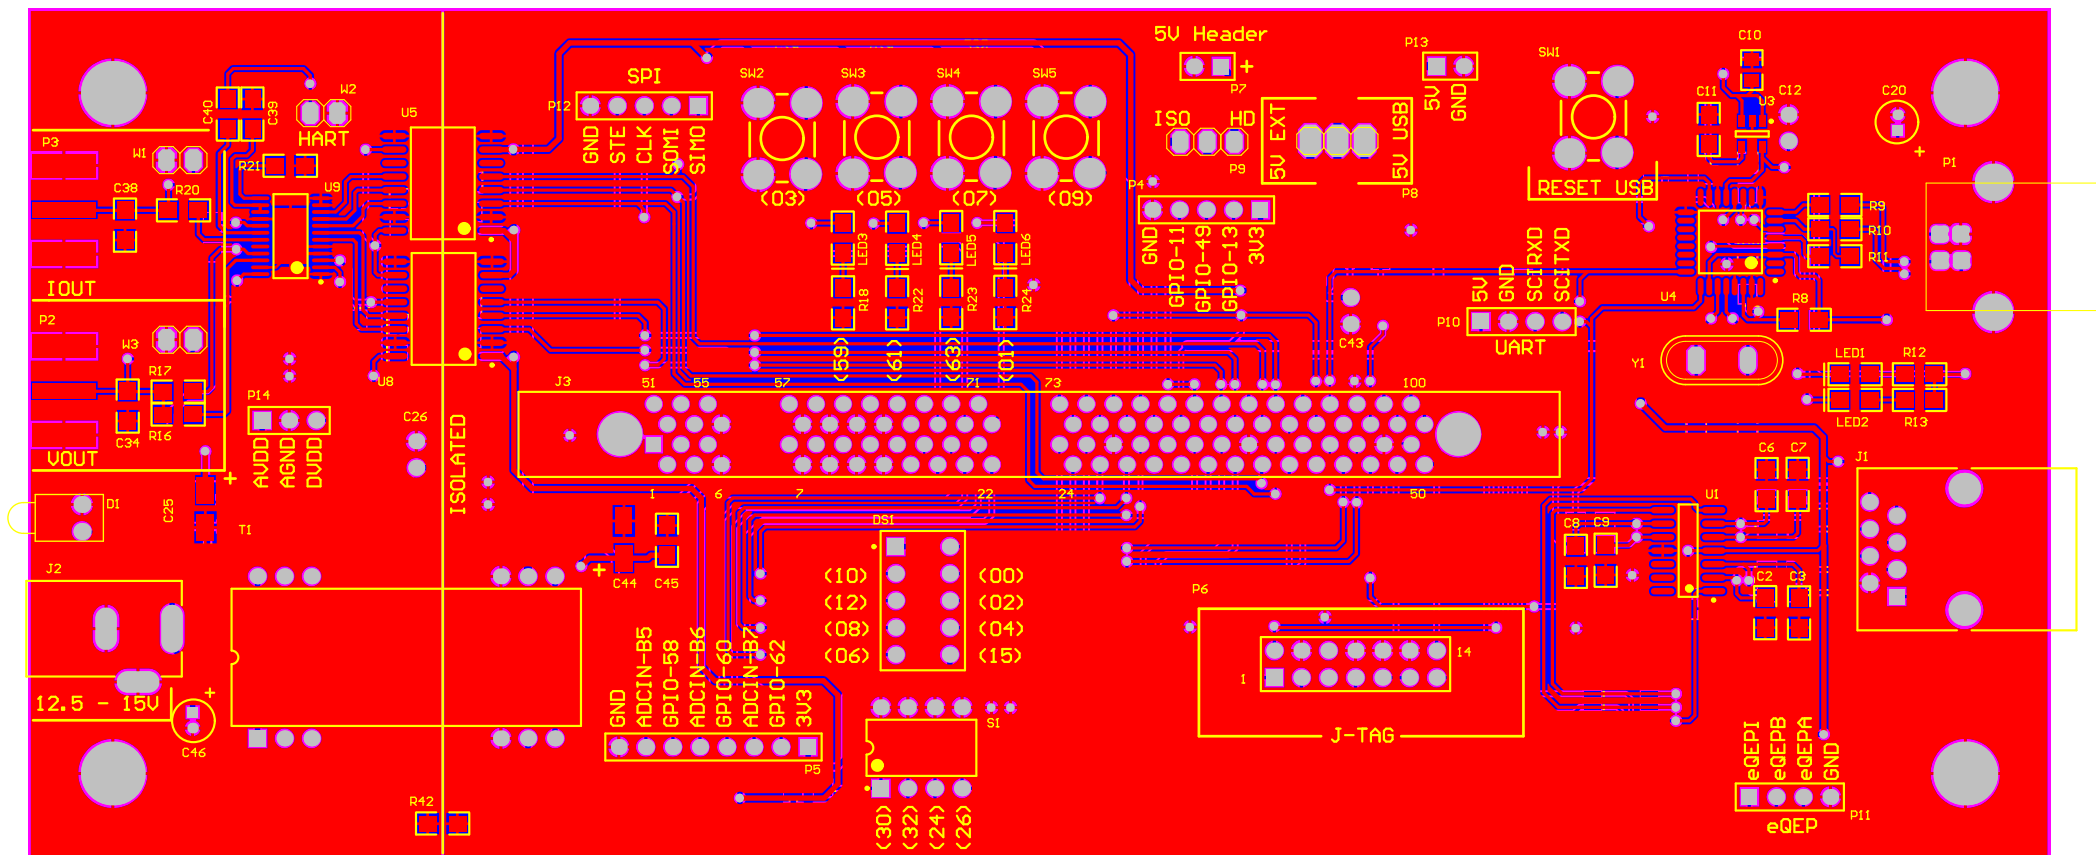 5V Header
+
P7
P13
5V
GND
SW1
RESET USB
C10
C11
U3
C12
C20
+
P1
W2
HART
C40
C39
U5
SPI
P12
GND
STE
CLK
SOMI
SIMO
SW2
SW3
SW4
SW5
(03)
(05)
(07)
(09)
ISO
HD
P9
5V EXT
5V USB
P8
P3
W1
R21
C38
R20
U9
IOUT
P4
GND
GPIO-11
GPIO-49
GPIO-13
3V3
LED3
LED4
LED5
LED6
R18
R22
R23
R24
(59)
(61)
(63)
(01)
R9
R10
R11
U4
R8
5V
GND
SCIRXD
SCITXD
P10
UART
C43
Y1
LED1
R12
LED2
R13
P2
W3
R17
R16
C34
VOUT
P14
AVDD
AGND
DVDD
U8
C26
ISOLATED
J3
51
55
57
71
73
100
1
6
7
22
24
50
D1
C25
+
T1
J2
12.5 - 15V
+
C46
+
C44
C45
DS1
(10)
(12)
(08)
(06)
(00)
(02)
(04)
(15)
GND
ADCIN-B5
GPIO-58
ADCIN-B6
GPIO-60
ADCIN-B7
GPIO-62
3V3
P5
S1
(30)
(32)
(24)
(26)
R42
P6
1
14
J-TAG
C6
C7
U1
C8
C9
C2
C3
J1
eQEPI
eQEPB
eQEPA
GND
eQEP
P11